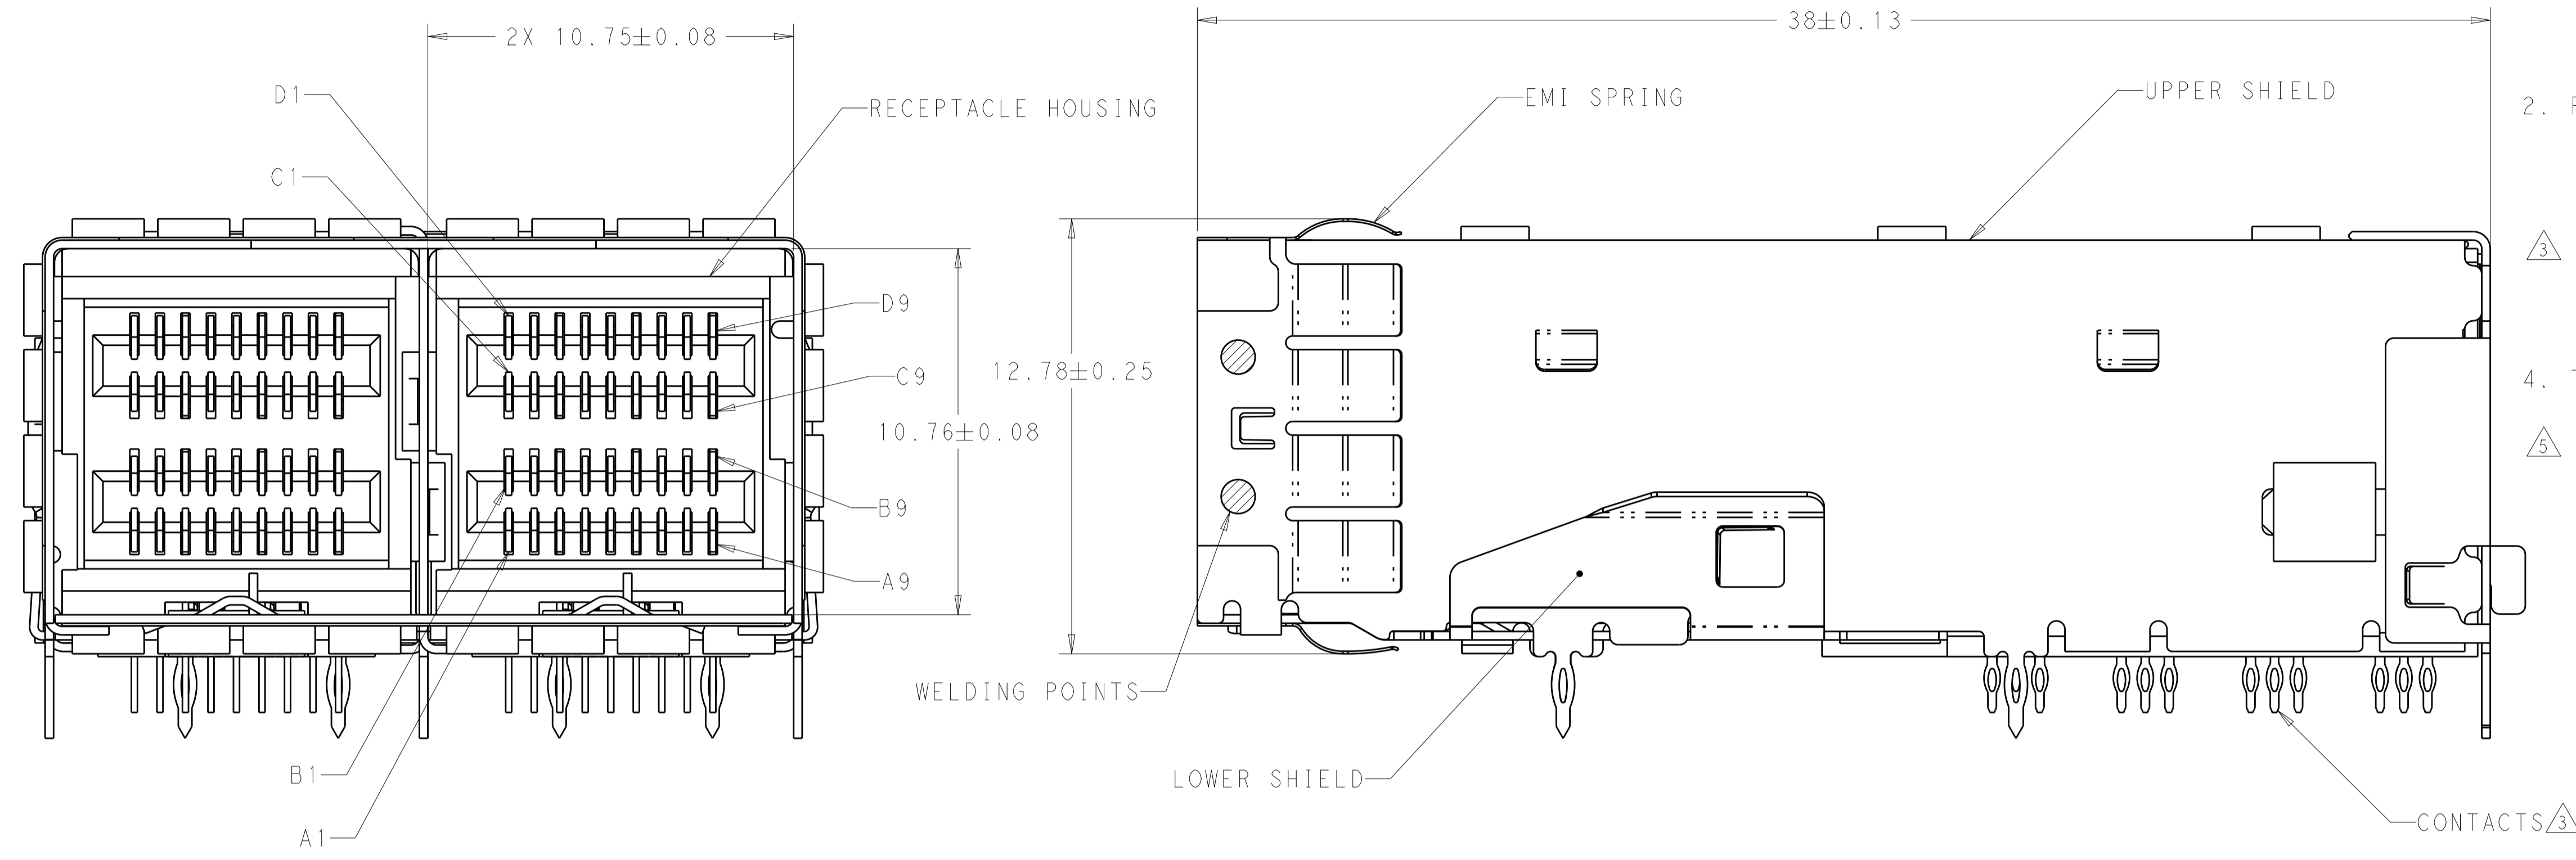 2X 10.75±0.08
38±0.13
D1
RECEPTACLE HOUSING
EMI SPRING
UPPER SHIELD
2.
C1
3
D9
12.78±0.25
C9
4.
10.76±0.08
5
B9
A9
WELDING POINTS
B1
LOWER SHIELD
A1
CONTACTS 3